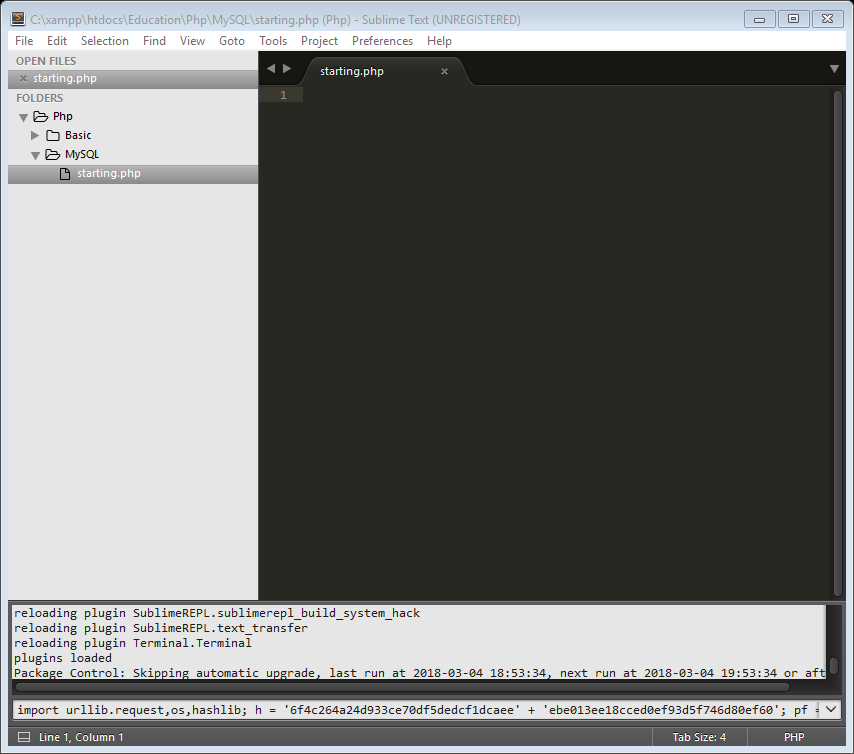 C:\xampp\htdocs\Education\Php\MySQL\starting.php (Php) - Sublime Text (UNREGISTERED)
File Edit Selection Find View Goto Tools Project Preferences Help
OPEN FILES
starting.php
FOLDERS
Php
Basic
MySQL
starting.php
starting.php
1
reloading plugin SublimeREPL.sublimerepl_build_system_hack
reloading plugin SublimeREPL.text_transfer
reloading plugin Terminal.Terminal
plugins loaded
Package Control: Skipping automatic upgrade, last run at 2018-03-04 18:53:34, next run at 2018-03-04 19:53:34 or aft
import urllib.request,os,hashlib; h = '6f4c264a24d933ce70df5dedcf1dcaee' + 'ebe013ee18cced0ef93d5f746d80ef60'; pf =
Line 1, Column 1 Tab Size: 4 PHP